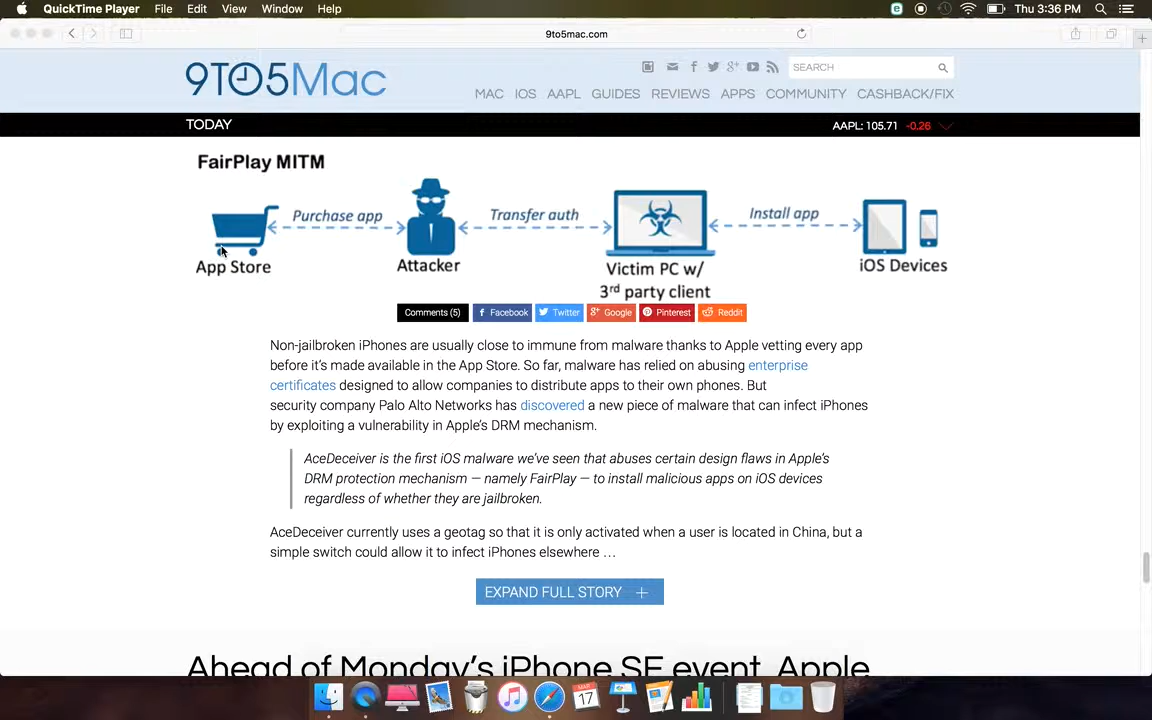 QuickTime Player File Edit View Window Help Thu 3:36 PM
9to5mac.com
9TO5Mac
SEARCH
MAC IOS AAPL GUIDES REVIEWS APPS COMMUNITY CASHBACK/FIX
TODAY AAPL: 105.71 -0.26
FairPlay MITM
Purchase app Transfer auth Install app
App Store Attacker Victim PC w/ iOS Devices
3rd party client
Comments (5) Facebook Twitter Google Pinterest Reddit
Non-jailbroken iPhones are usually close to immune from malware thanks to Apple vetting every app
before it's made available in the App Store. So far, malware has relied on abusing enterprise
certificates designed to allow companies to distribute apps to their own phones. But
security company Palo Alto Networks has discovered a new piece of malware that can infect iPhones
by exploiting a vulnerability in Apple's DRM mechanism.
AceDeceiver is the first iOS malware we've seen that abuses certain design flaws in Apple's
DRM protection mechanism — namely FairPlay — to install malicious apps on iOS devices
regardless of whether they are jailbroken.
AceDeceiver currently uses a geotag so that it is only activated when a user is located in China, but a
simple switch could allow it to infect iPhones elsewhere …
EXPAND FULL STORY +
Ahead of Monday's iPhone SE event, Apple
MAR
17